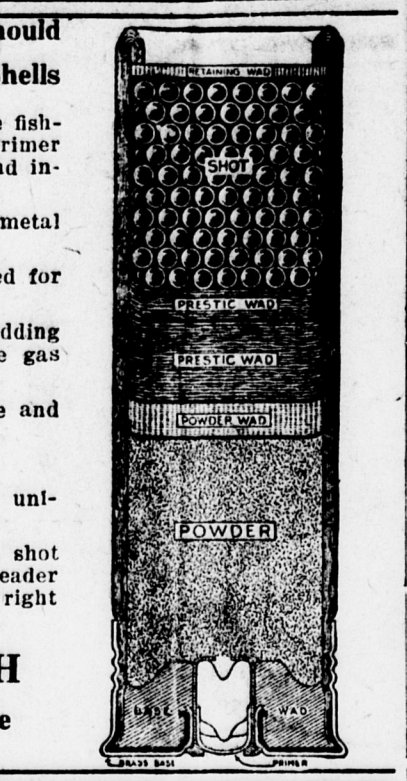 hould
hells
e fish-
rimer
nd in-
metal
ed for
dding
e gas
e and
uni-
shot
eader
right
H
e
RETAINING WAD
SHOT
PRESTIC WAD
PRESTIC WAD
POWDER WAD
POWDER
BASE WAD
BRASS BASE PRIMER